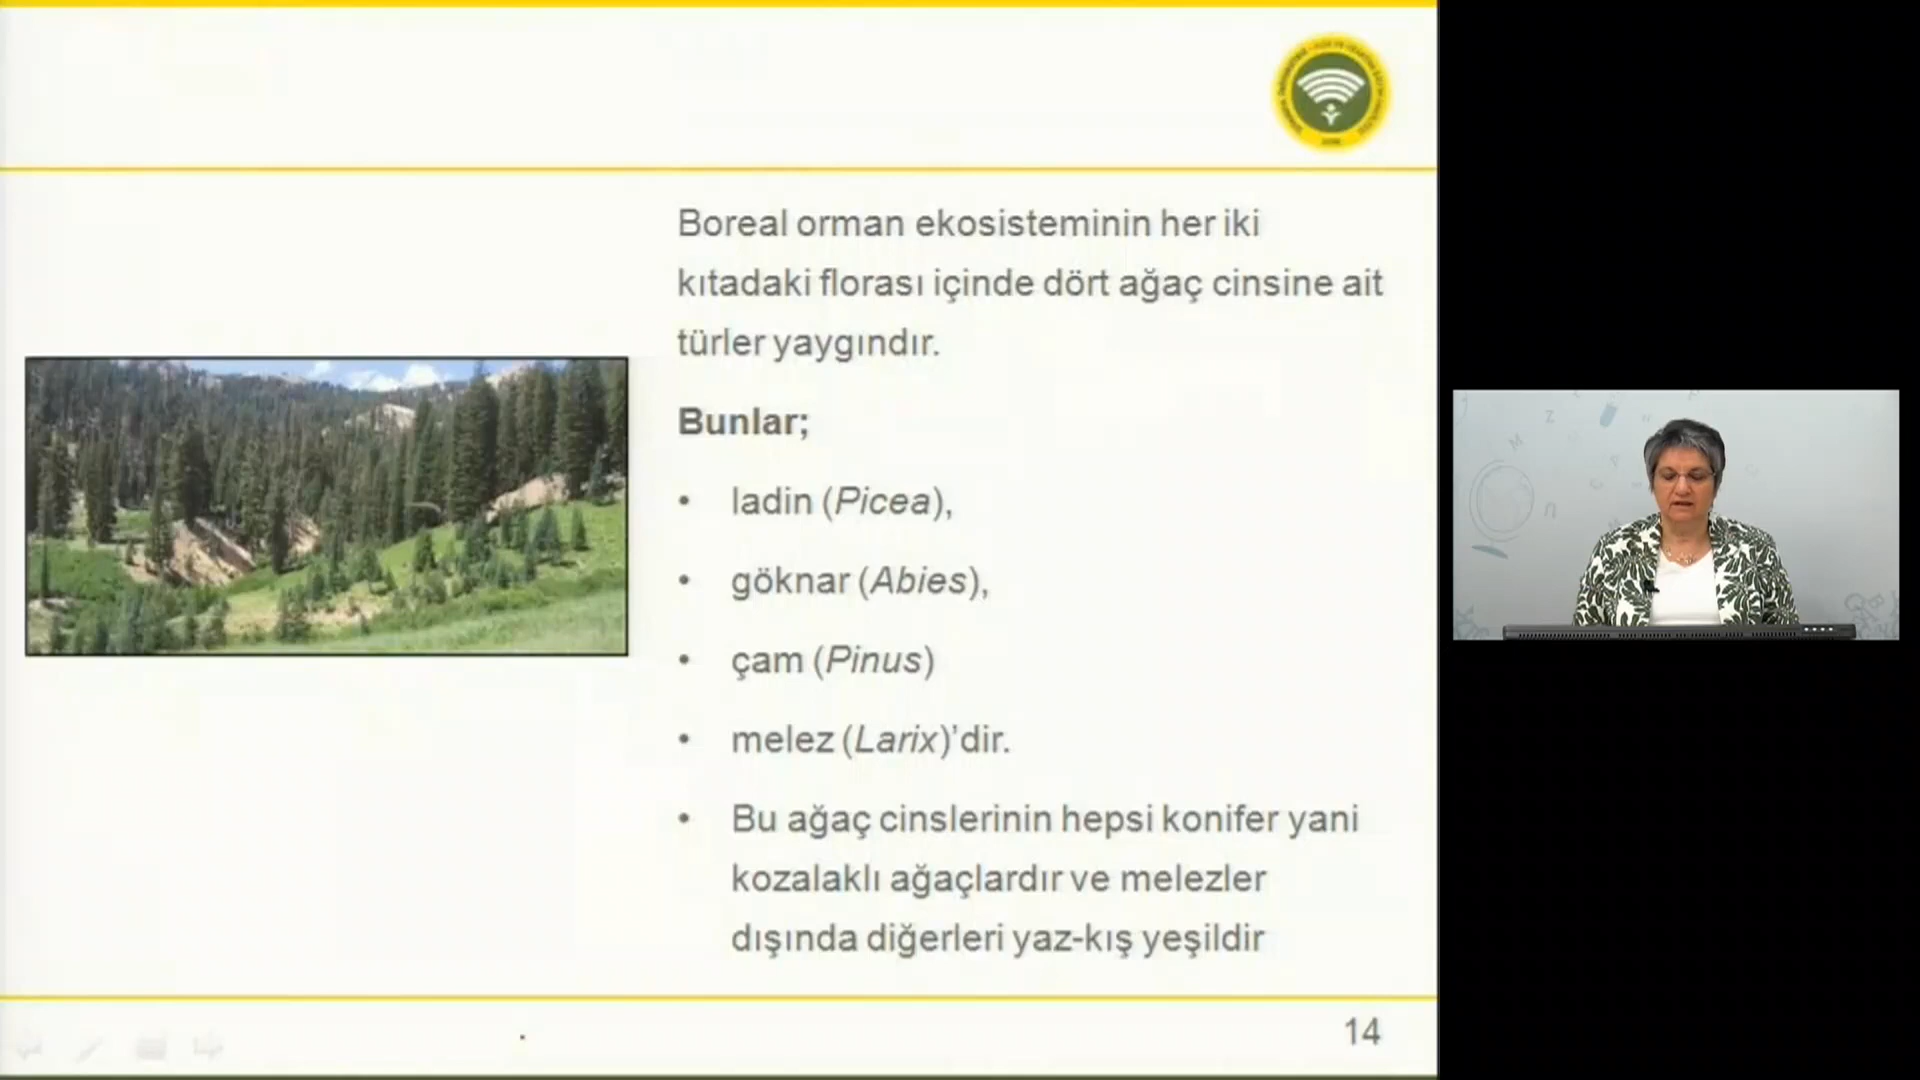 Boreal orman ekosisteminin her iki
kıtadaki florası içinde dört ağaç cinsine ait
türler yaygındır.
Bunlar;
• ladin (Picea),
• göknar (Abies),
• çam (Pinus)
• melez (Larix)’dir.
• Bu ağaç cinslerinin hepsi konifer yani
kozalaklı ağaçlardır ve melezler
dışında diğerleri yaz-kış yeşildir
14